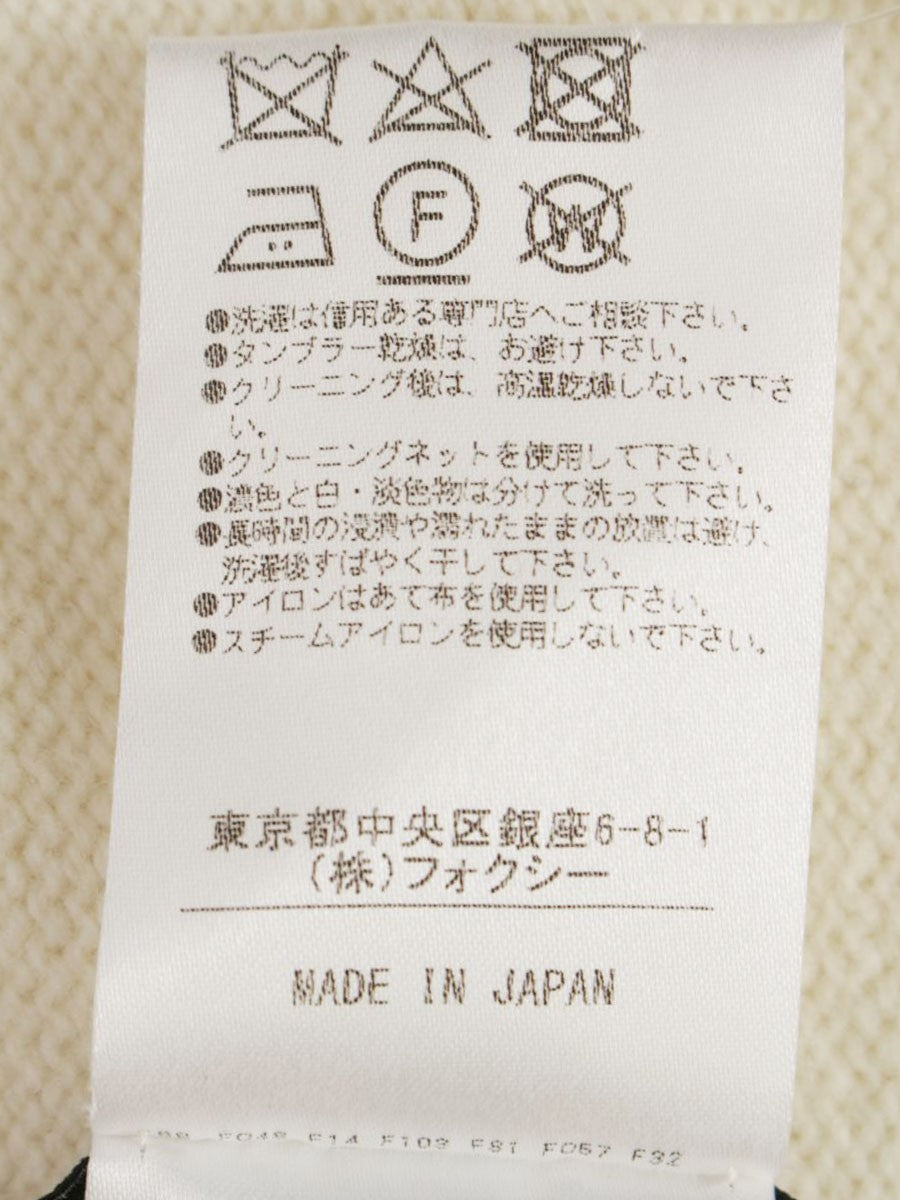 F
W
●洗濯は信用ある専門店へご相談下さい。
●タンブラー乾燥は、お避け下さい。
●クリーニング後は、高温乾燥しないで下さ
い。
●クリーニングネットを使用して下さい。
●濃色と白・淡色物は分けて洗って下さい。
●長時間の浸漬や濡れたままの放置は避け、
洗濯後すばやく干して下さい。
●アイロンはあて布を使用して下さい。
●スチームアイロンを使用しないで下さい。
東京都中央区銀座6-8-1
(株)フォクシー
MADE IN JAPAN
F14 F103 F81 F057 F32